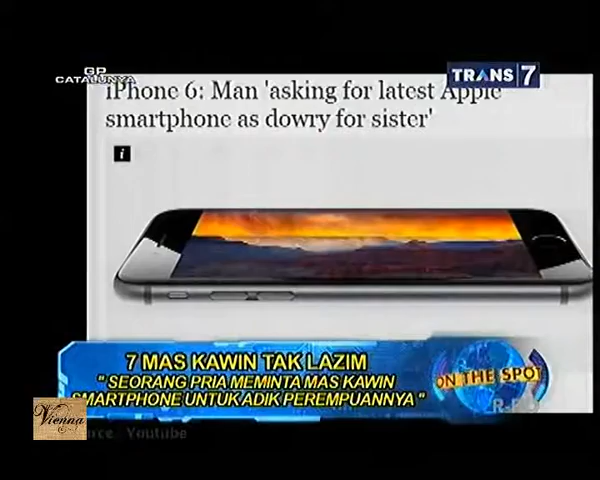 GP
CATALUNYA
TRANS 7
iPhone 6: Man 'asking for latest Apple
smartphone as dowry for sister'
i
7 MAS KAWIN TAK LAZIM
" SEORANG PRIA MEMINTA MAS KAWIN
SMARTPHONE UNTUK ADIK PEREMPUANNYA "
ON THE SPOT
Vienna
Youtube